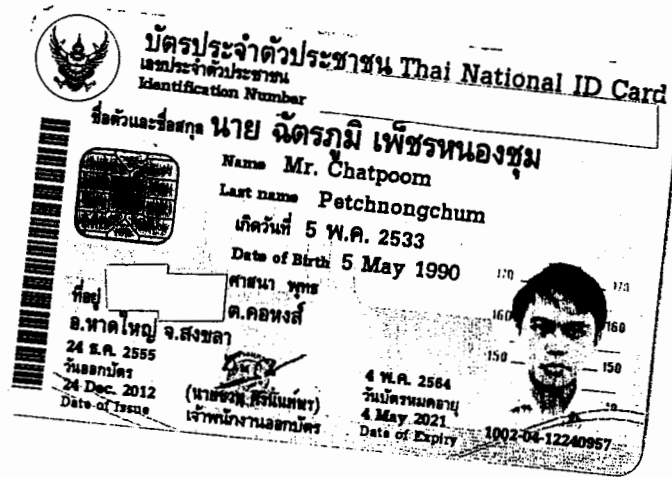 บัตรประจำตัวประชาชน Thai National ID Card
เลขประจำตัวประชาชน
Identification Number
ชื่อตัวและชื่อสกุล นาย ฉัตรภูมิ เพ็ชรหนองชุม
Name Mr. Chatpoom
Last name Petchnongchum
เกิดวันที่ 5 พ.ค. 2533
Date of Birth 5 May 1990
ศาสนา พุทธ
ที่อยู่ ต.คอหงส์
อ.หาดใหญ่ จ.สงขลา
24 ธ.ค. 2555
วันออกบัตร
24 Dec. 2012
Date of Issue
เจ้าพนักงานออกบัตร
4 พ.ค. 2564
วันบัตรหมดอายุ
4 May 2021
Date of Expiry
170 170
160 160
150 150
1002-04-12240957